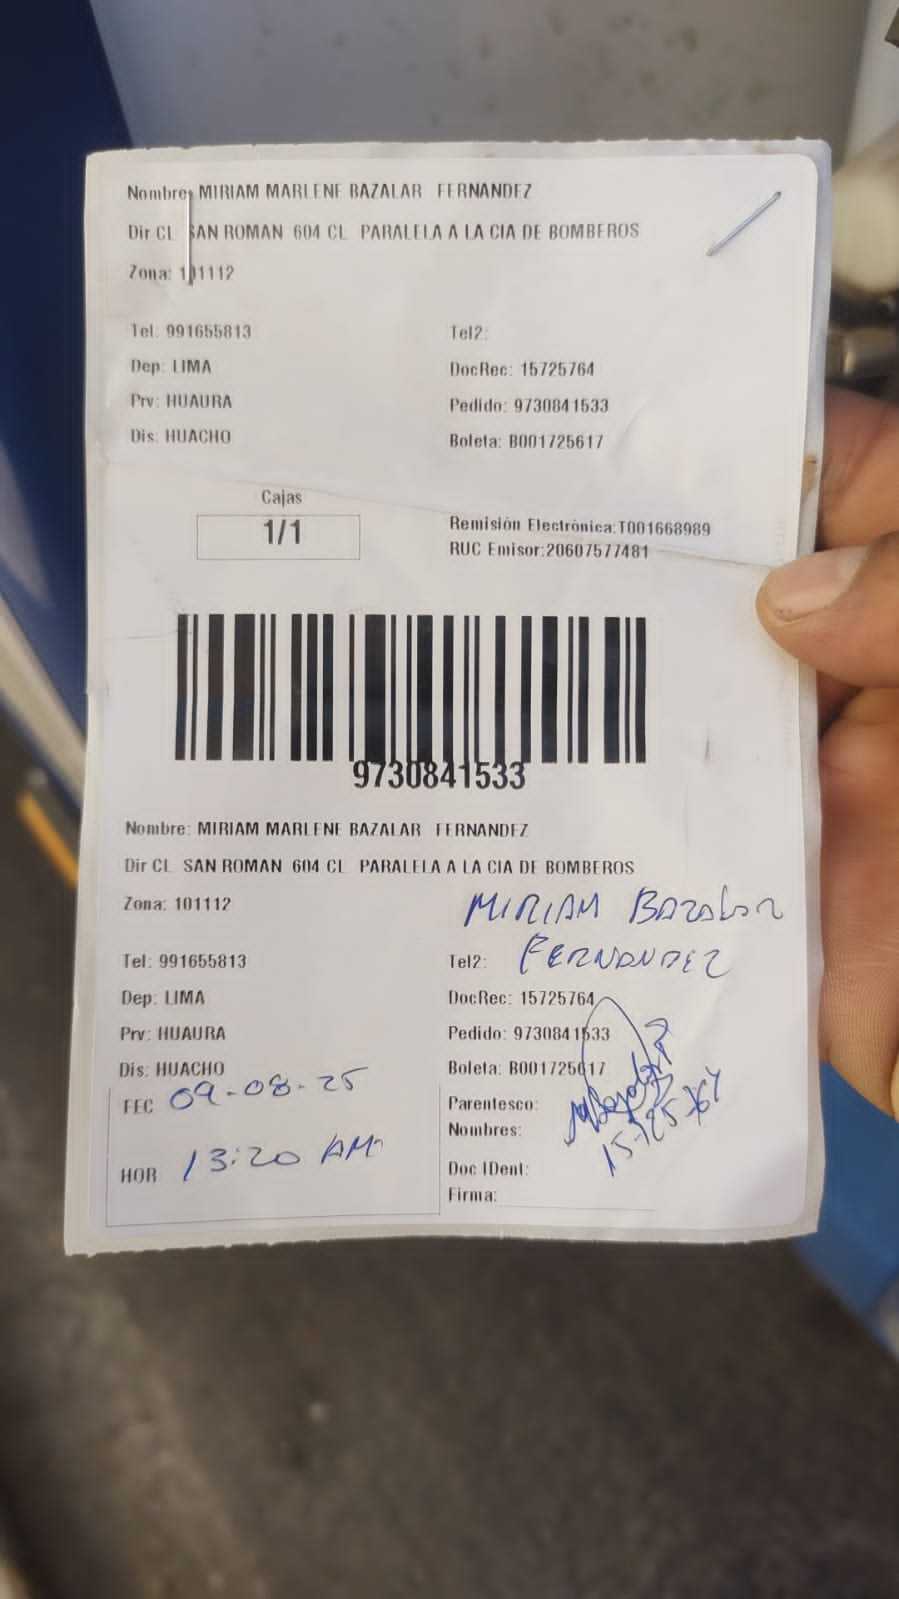 Nombre: MIRIAM MARLENE BAZALAR FERNANDEZ
Dir CL SAN ROMAN 604 CL PARALELA A LA CIA DE BOMBEROS
Zona: 101112
Tel: 991655813 Tel2:
Dep: LIMA DocRec: 15725764
Prv: HUAURA Pedido: 9730841533
Dis: HUACHO Boleta: B001725617
Cajas
1/1
Remisión Electrónica:T001668989
RUC Emisor:20607577481
9730841533
Nombre: MIRIAM MARLENE BAZALAR FERNANDEZ
Dir CL SAN ROMAN 604 CL PARALELA A LA CIA DE BOMBEROS
Zona: 101112 MIRIAM BAZALAR
Tel: 991655813 Tel2: FERNANDEZ
Dep: LIMA DocRec: 15725764
Prv: HUAURA Pedido: 9730841533
Dis: HUACHO Boleta: B001725617
FEC 09-08-25 Parentesco:
Nombres:
15725764
HOR 13:20 AM Doc IDent:
Firma: